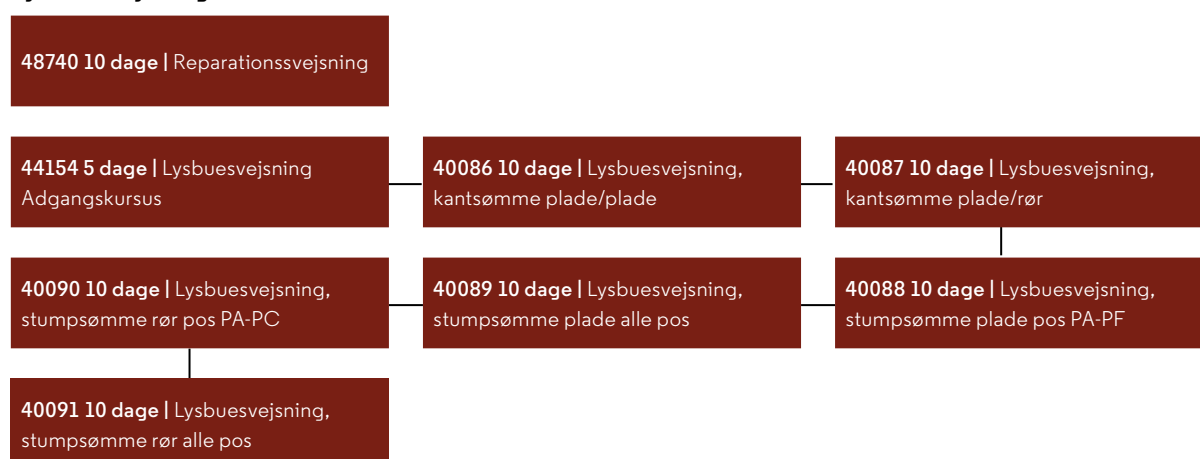 48740 10 dage | Reparationssvejsning
44154 5 dage | Lysbuesvejsning
Adgangskursus
40086 10 dage | Lysbuesvejsning,
kantsømme plade/plade
40087 10 dage | Lysbuesvejsning,
kantsømme plade/rør
40090 10 dage | Lysbuesvejsning,
stumpsømme rør pos PA-PC
40089 10 dage | Lysbuesvejsning,
stumpsømme plade alle pos
40088 10 dage | Lysbuesvejsning,
stumpsømme plade pos PA-PF
40091 10 dage | Lysbuesvejsning,
stumpsømme rør alle pos